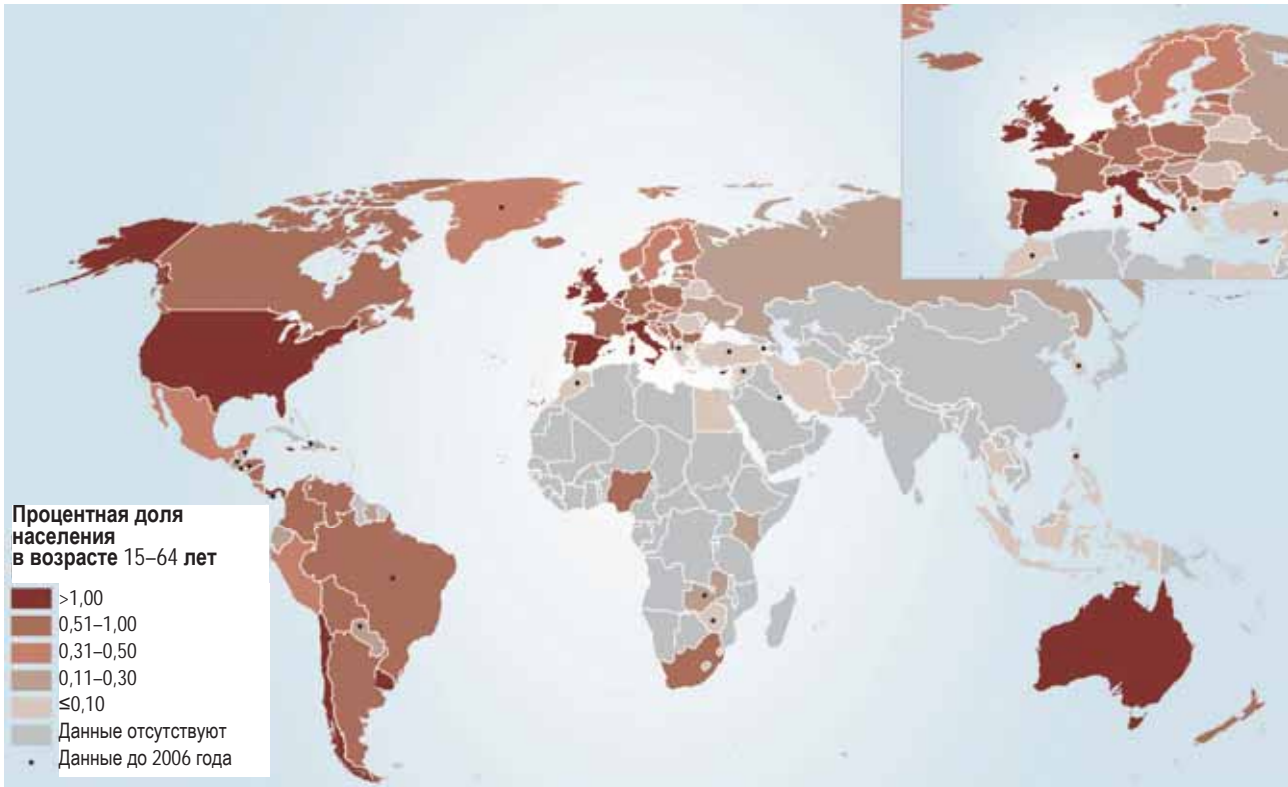 Процентная доля
населения
в возрасте 15–64 лет
>1,00
0,51–1,00
0,31–0,50
0,11–0,30
≤0,10
Данные отсутствуют
Данные до 2006 года